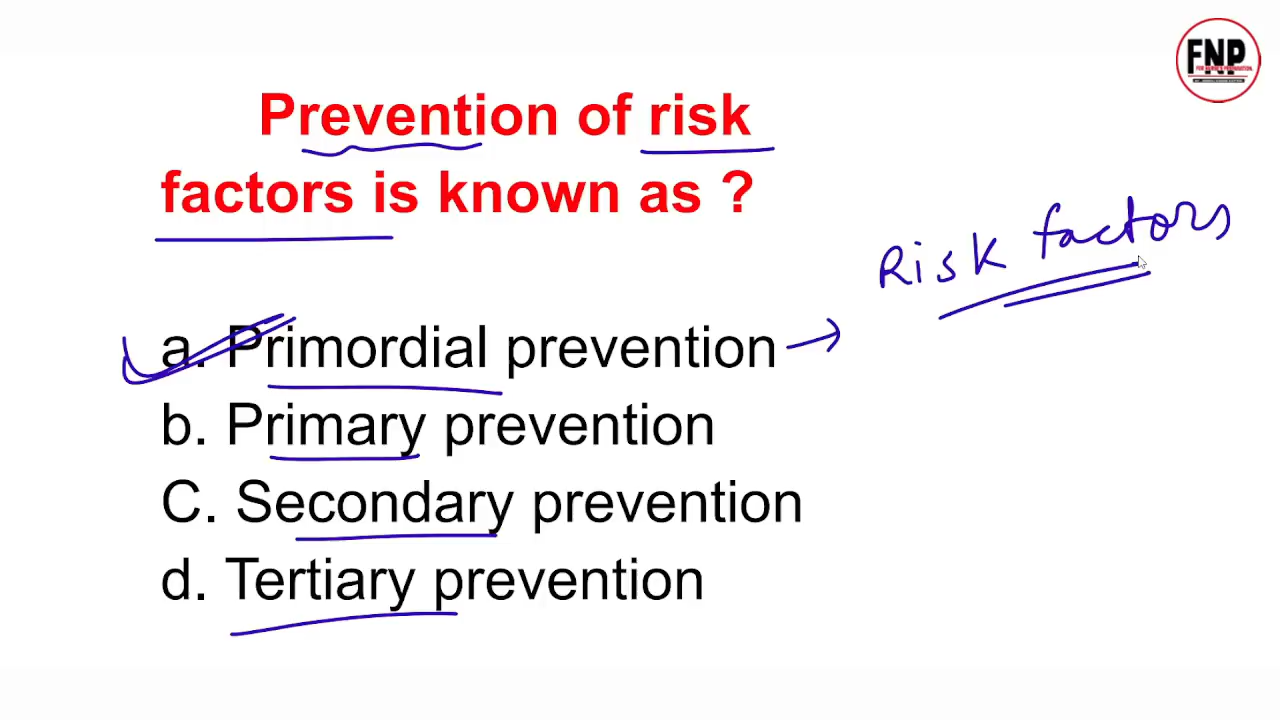 FNP
Prevention of risk
factors is known as ?
Risk factors
a. Primordial prevention
b. Primary prevention
C. Secondary prevention
d. Tertiary prevention